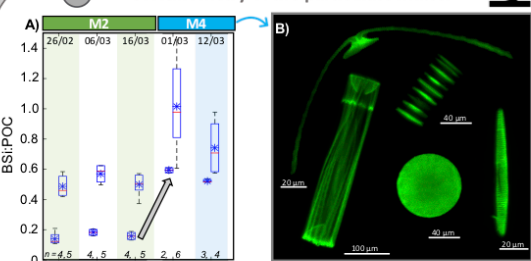 A) M2 M4
26/02 06/03 16/03 01/03 12/03
BSi:POC
1.4
1.2
1.0
0.8
0.6
0.4
0.2
0
n=4,5 4, 5 4, 5 2, 6 3, 4
B)
40 µm
20 µm
100 µm
40 µm
20 µm